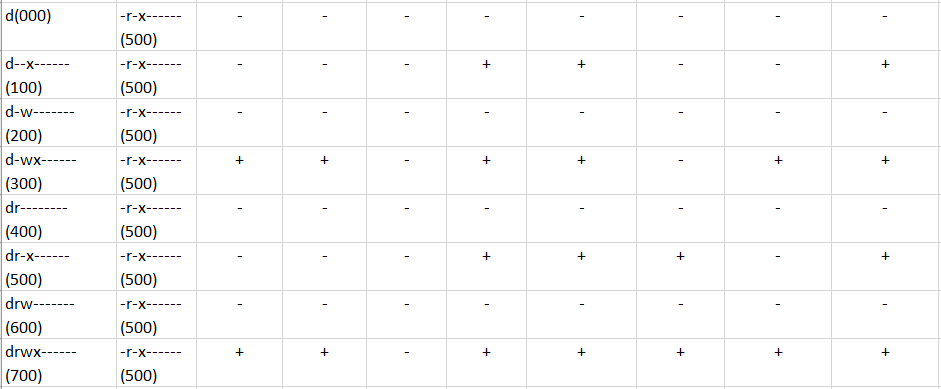 d(000) -r-x------ - - - - - - - -
(500)
d--x------ -r-x------ - - - + + - - +
(100) (500)
d-w------- -r-x------ - - - - - - - -
(200) (500)
d-wx------ -r-x------ + + - + + - + +
(300) (500)
dr-------- -r-x------ - - - - - - - -
(400) (500)
dr-x------ -r-x------ - - - + + + - +
(500) (500)
drw------- -r-x------ - - - - - - - -
(600) (500)
drwx------ -r-x------ + + - + + + + +
(700) (500)